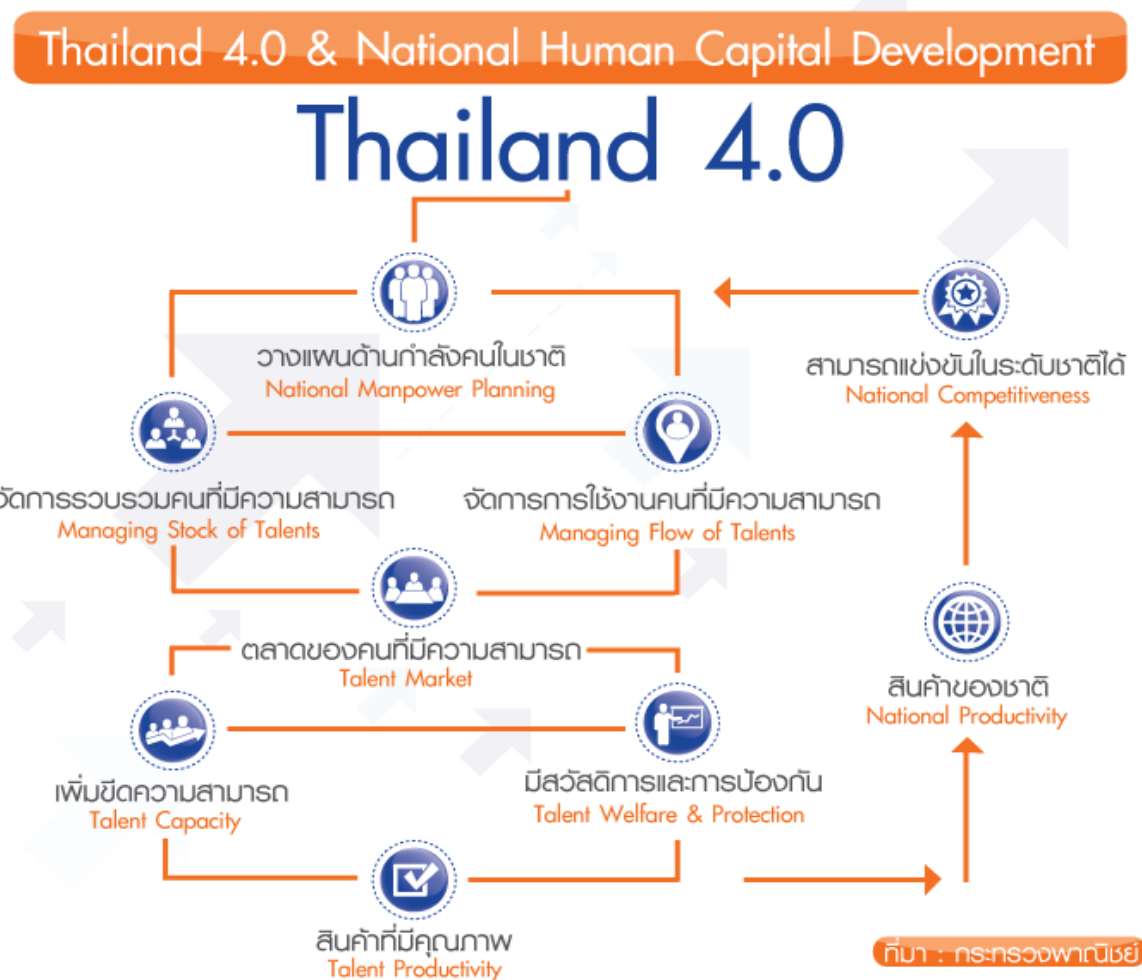 Thailand 4.0 & National Human Capital Development
Thailand 4.0
วางแผนด้านกำลังคนในชาติ
National Manpower Planning
สามารถแข่งขันในระดับชาติได้
National Competitiveness
จัดการรวบรวมคนที่มีความสามารถ
Managing Stock of Talents
จัดการการใช้งานคนที่มีความสามารถ
Managing Flow of Talents
ตลาดของคนที่มีความสามารถ
Talent Market
สินค้าของชาติ
National Productivity
เพิ่มขีดความสามารถ
Talent Capacity
มีสวัสดิการและการป้องกัน
Talent Welfare & Protection
สินค้าที่มีคุณภาพ
Talent Productivity
ที่มา : กระทรวงพาณิชย์